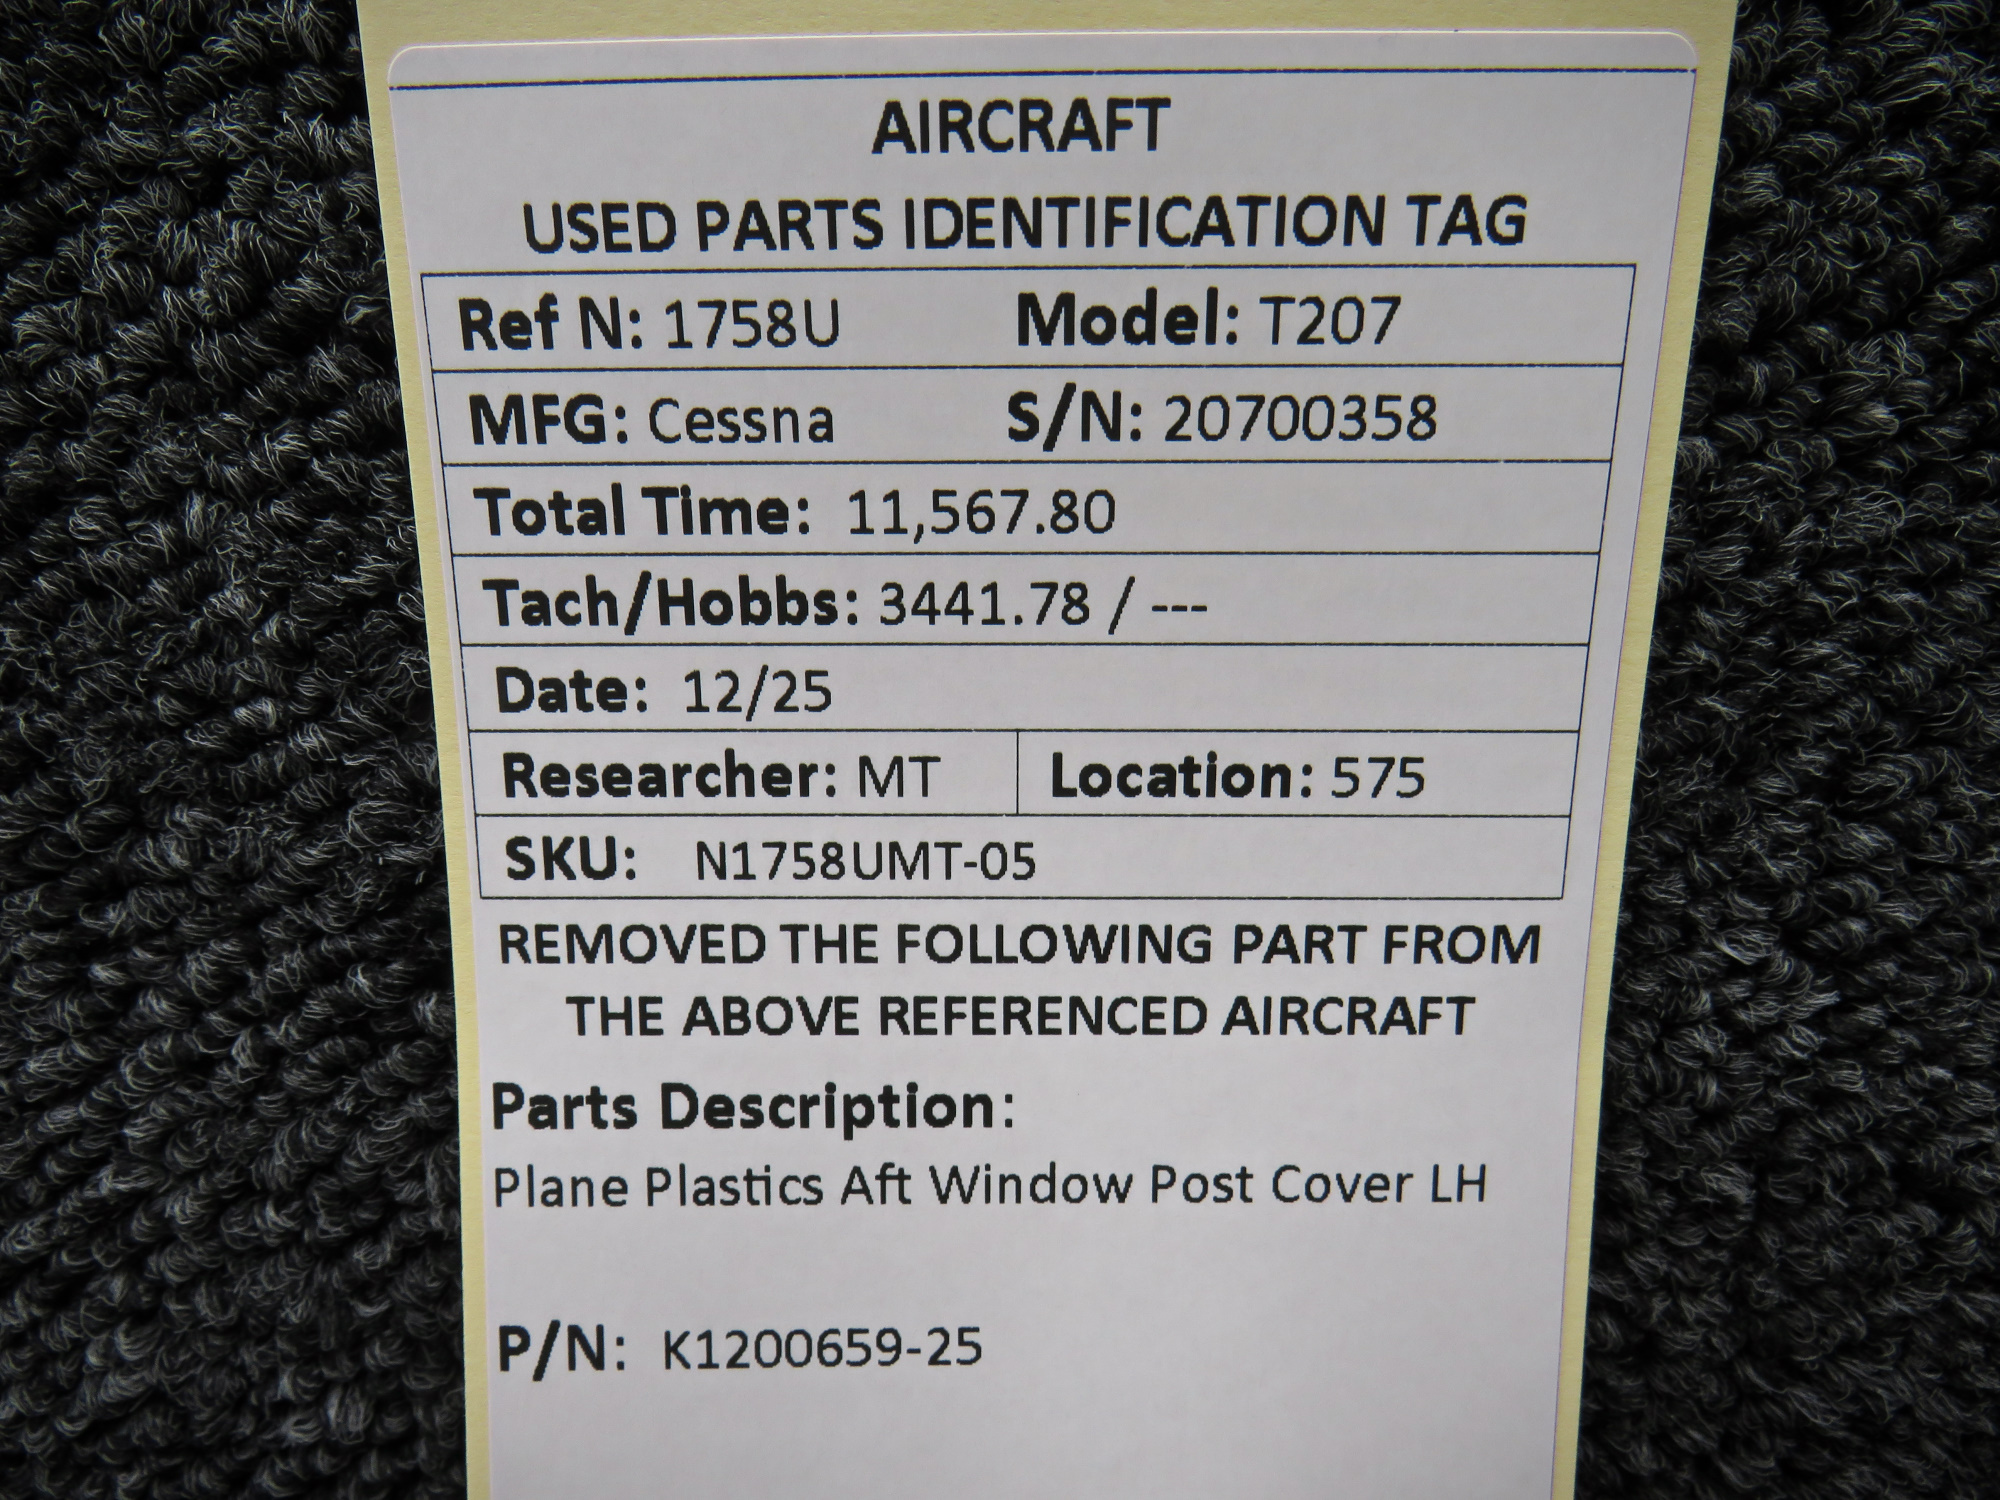 AIRCRAFT
USED PARTS IDENTIFICATION TAG
Ref N: 1758U Model: T207
MFG: Cessna S/N: 20700358
Total Time: 11,567.80
Tach/Hobbs: 3441.78 / ---
Date: 12/25
Researcher: MT Location: 575
SKU: N1758UMT-05
REMOVED THE FOLLOWING PART FROM
THE ABOVE REFERENCED AIRCRAFT
Parts Description:
Plane Plastics Aft Window Post Cover LH
P/N: K1200659-25